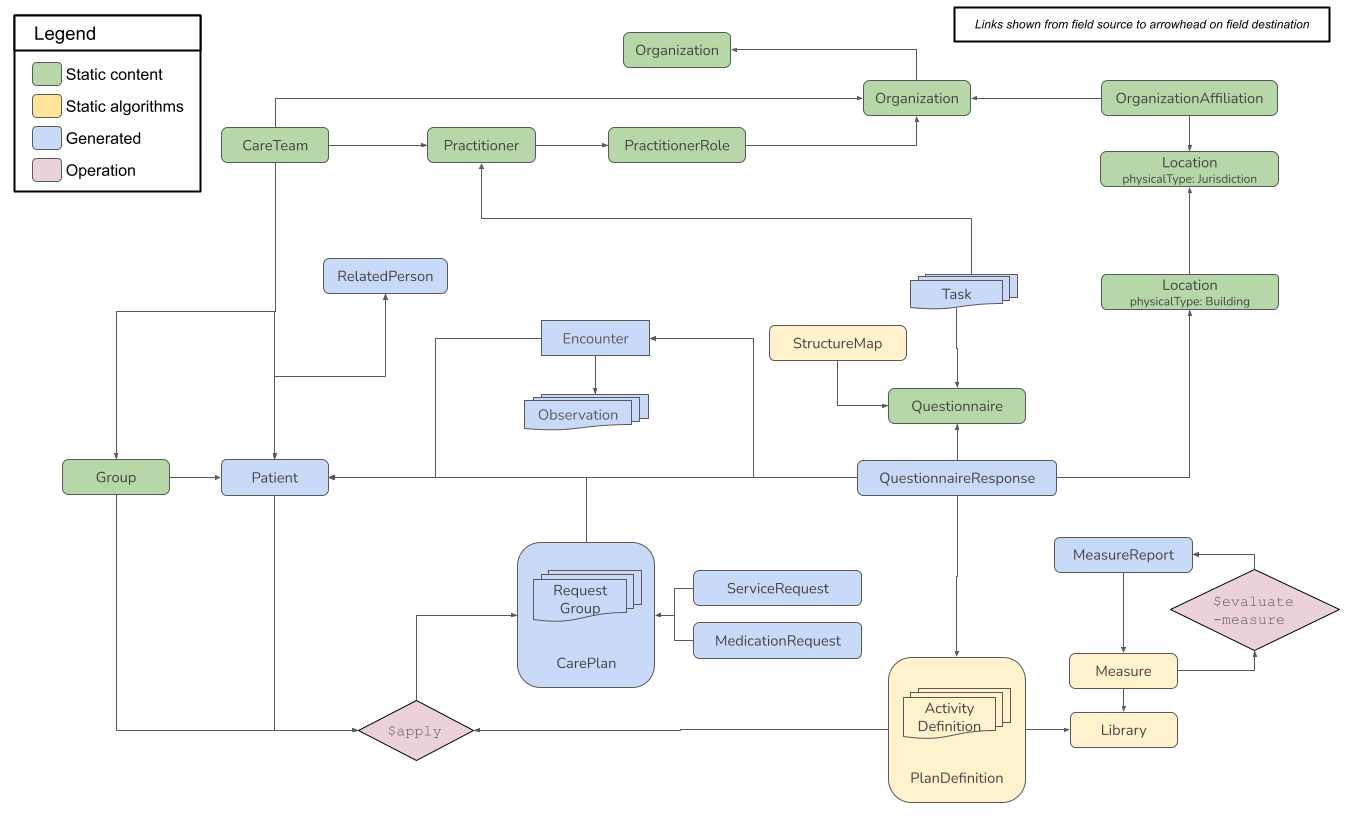 Legend
Static content
Static algorithms
Generated
Operation
Links shown from field source to arrowhead on field destination
Organization
Organization
OrganizationAffiliation
CareTeam
Practitioner
PractitionerRole
Location
physicalType: Jurisdiction
RelatedPerson
Task
Location
physicalType: Building
Encounter
StructureMap
Observation
Questionnaire
Group
Patient
QuestionnaireResponse
MeasureReport
Request
Group
CarePlan
ServiceRequest
MedicationRequest
$evaluate
-measure
Measure
$apply
Activity
Definition
PlanDefinition
Library